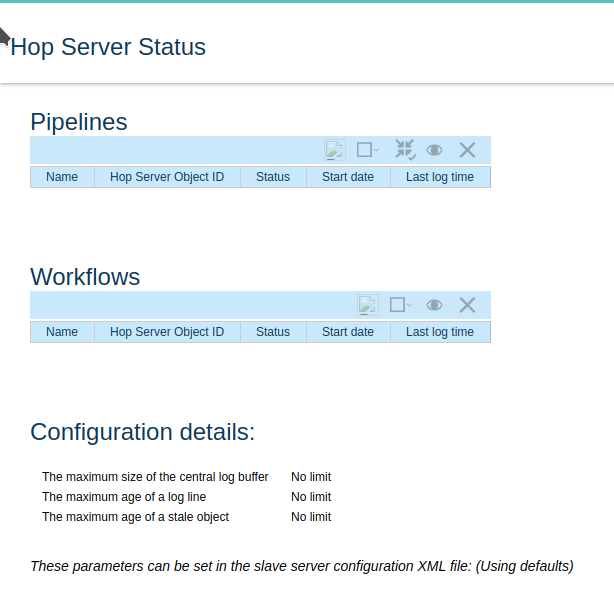 Hop Server Status
Pipelines
Name Hop Server Object ID Status Start date Last log time
Workflows
Name Hop Server Object ID Status Start date Last log time
Configuration details:
The maximum size of the central log buffer No limit
The maximum age of a log line No limit
The maximum age of a stale object No limit
These parameters can be set in the slave server configuration XML file: (Using defaults)